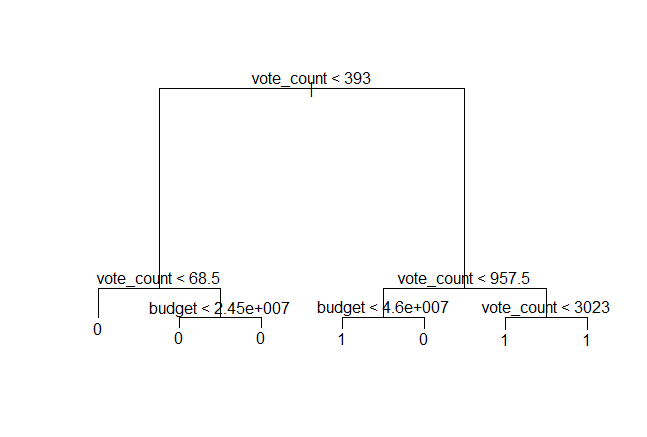 vote_count < 393
vote_count < 68.5
vote_count < 957.5
budget < 2.45e+007
budget < 4.6e+007
vote_count < 3023
0
0
0
1
0
1
1